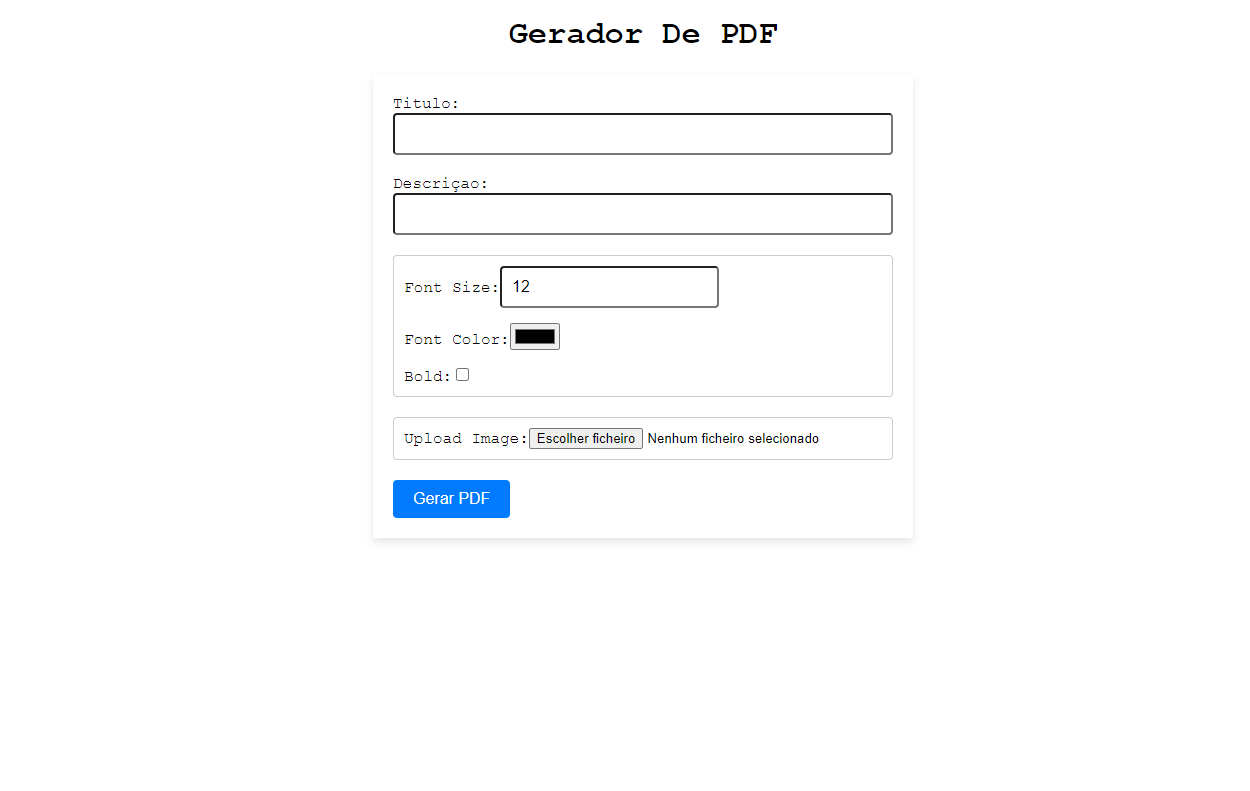 Gerador De PDF
Titulo:
Descriçao:
Font Size: 12
Font Color:
Bold:
Upload Image: Escolher ficheiro Nenhum ficheiro selecionado
Gerar PDF